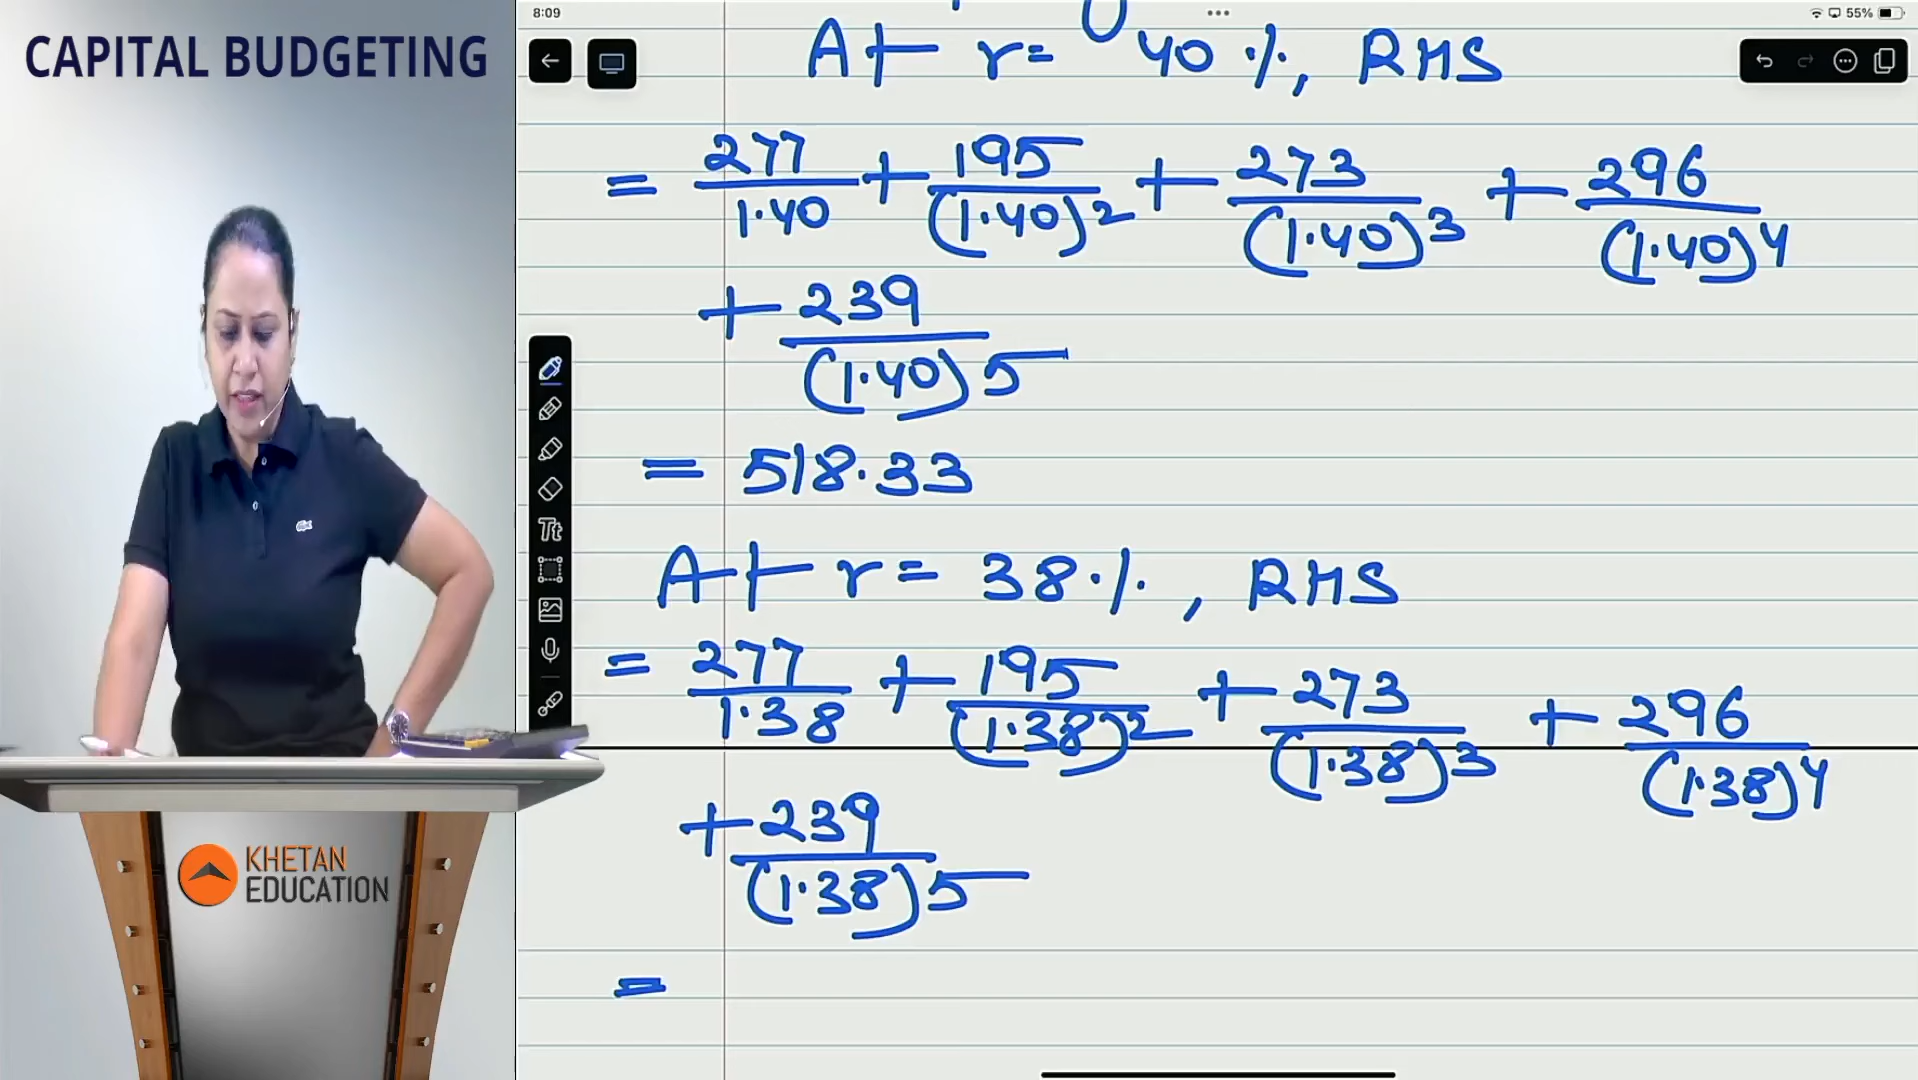 CAPITAL BUDGETING
8:09
55%
At r = 40%, RHS
= 277/1.40 + 195/(1.40)2 + 273/(1.40)3 + 296/(1.40)4
+ 239/(1.40)5
= 518.33
At r = 38%, RHS
= 277/1.38 + 195/(1.38)2 + 273/(1.38)3 + 296/(1.38)4
+ 239/(1.38)5
=
Tt
KHETAN
EDUCATION